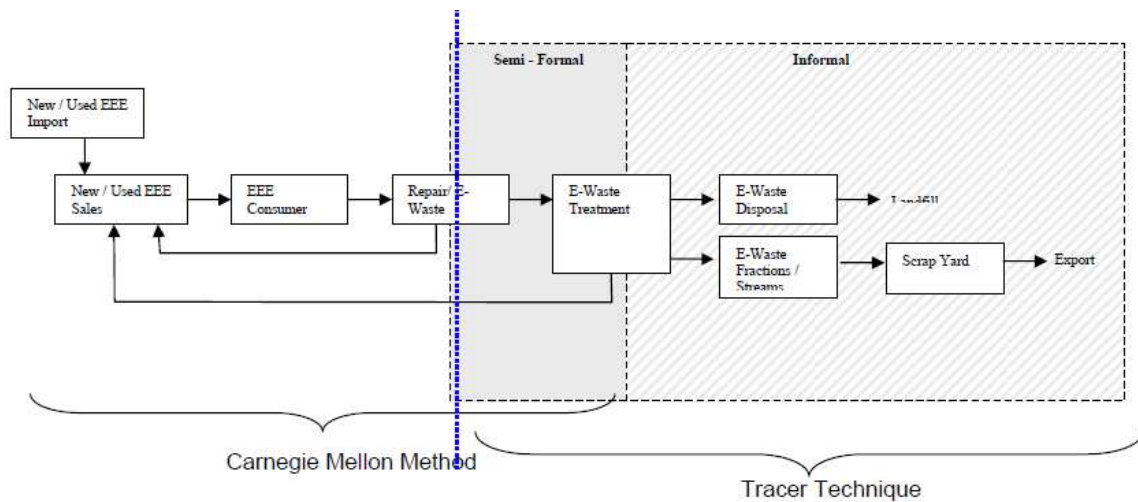 Semi - Formal
Informal
New / Used EEE
Import
New / Used EEE
Sales
EEE
Consumer
Repair/ E-
Waste
E-Waste
Treatment
E-Waste
Disposal
Landfill
E-Waste
Fractions /
Streams
Scrap Yard
Export
Carnegie Mellon Method
Tracer Technique